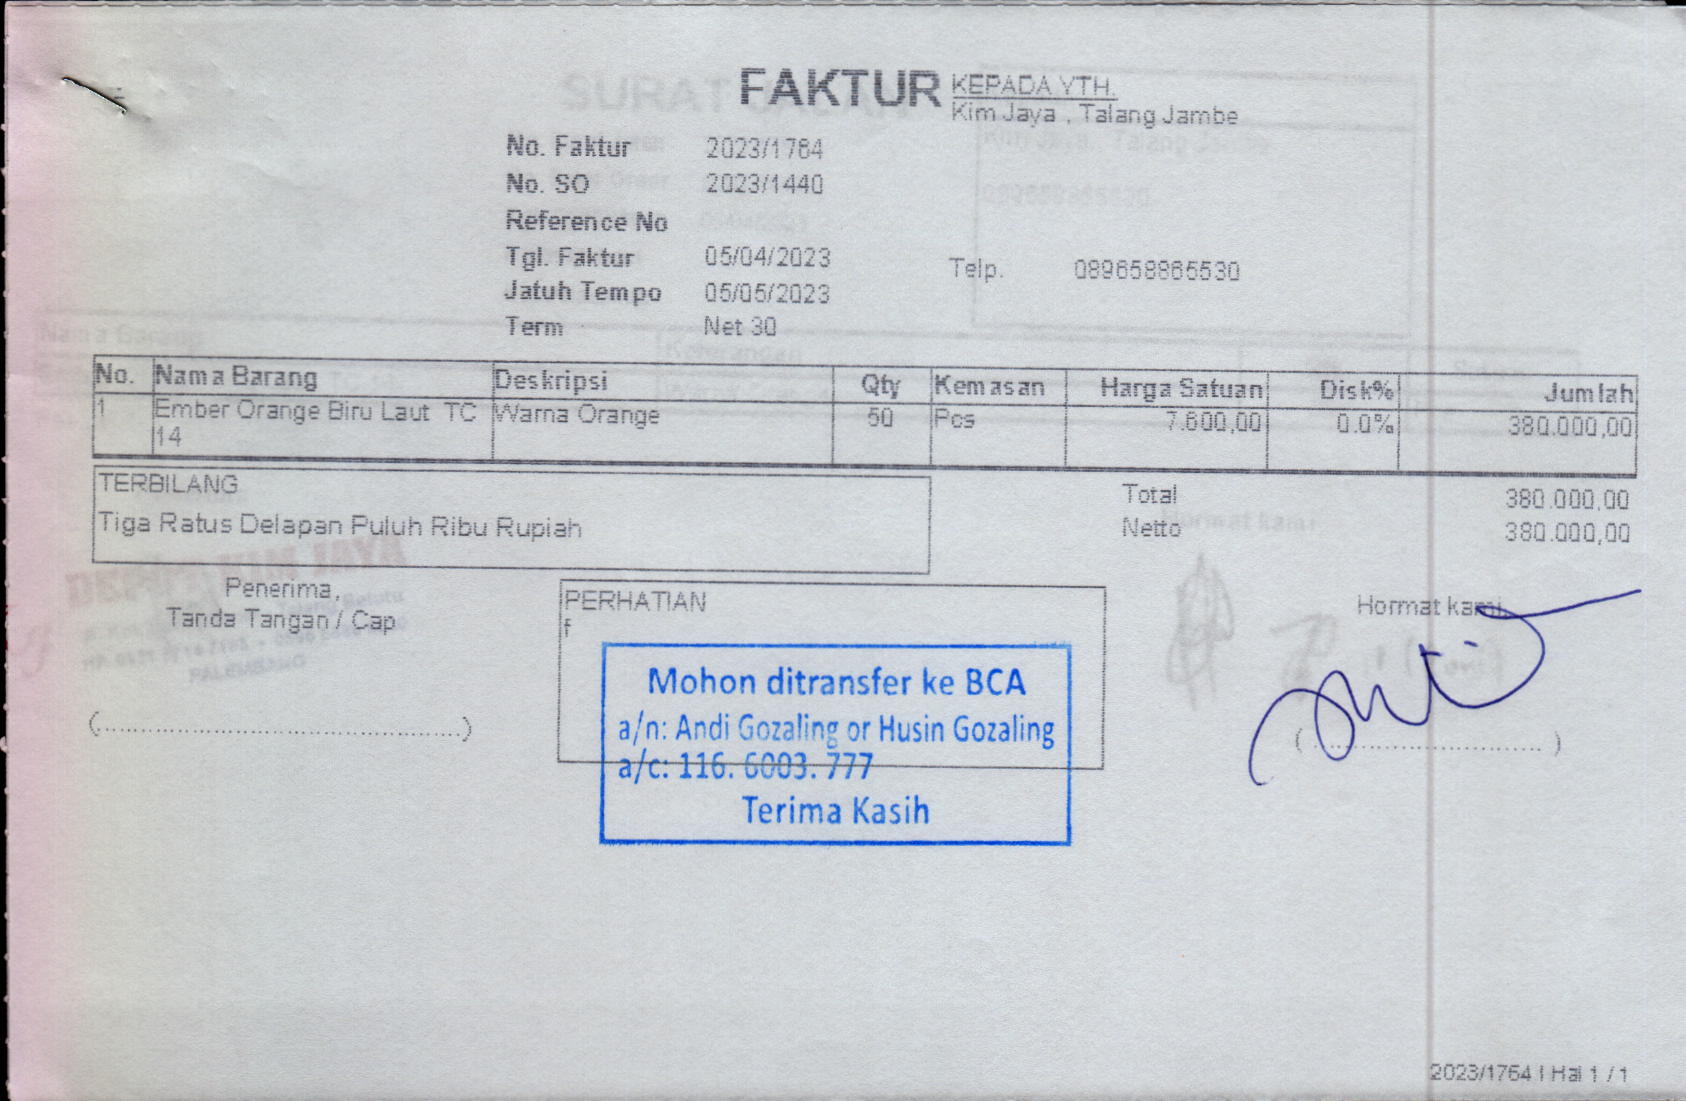 FAKTUR
KEPADA YTH.
Kim Jaya , Talang Jambe
No. Faktur 2023/1764
No. SO 2023/1440
Reference No
Tgl. Faktur 05/04/2023
Jatuh Tempo 05/05/2023
Term Net 30
Telp. 089658865530
No. Nama Barang Deskripsi Qty Kemasan Harga Satuan Disk% Jumlah
1 Ember Orange Biru Laut TC Warna Orange 50 Pcs 7.600,00 0.0% 380.000,00
14
TERBILANG
Tiga Ratus Delapan Puluh Ribu Rupiah
Total 380.000,00
Netto 380.000,00
Penerima,
Tanda Tangan / Cap
(..............................................)
PERHATIAN
f
Mohon ditransfer ke BCA
a/n: Andi Gozaling or Husin Gozaling
a/c: 116. 6003. 777
Terima Kasih
Hormat kami
(..............................)
2023/1764 | Hal 1 / 1